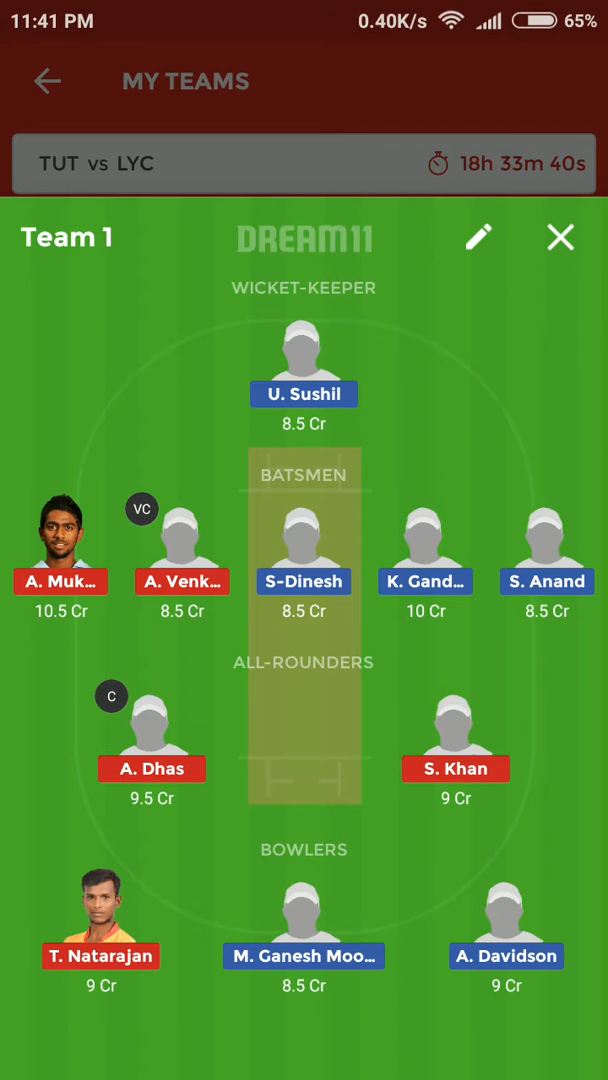 11:41 PM 0.40K/s 65%
MY TEAMS
TUT vs LYC 18h 33m 40s
Team 1 DREAM11
WICKET-KEEPER
U. Sushil
8.5 Cr
BATSMEN
VC
A. Muk... A. Venk... S-Dinesh K. Gand... S. Anand
10.5 Cr 8.5 Cr 8.5 Cr 10 Cr 8.5 Cr
ALL-ROUNDERS
C
A. Dhas S. Khan
9.5 Cr 9 Cr
BOWLERS
T. Natarajan M. Ganesh Moo... A. Davidson
9 Cr 8.5 Cr 9 Cr